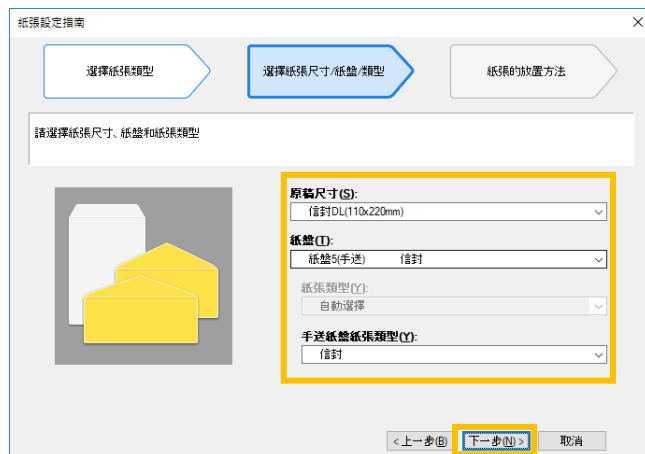 紙張設定指南
選擇紙張類型
選擇紙張尺寸/紙盤/類型
紙張的放置方法
請選擇紙張尺寸、紙盤和紙張類型
原稿尺寸(S):
信封DL(110x220mm)
紙盤(T):
紙盤5(手送) 信封
紙張類型(Y):
自動選擇
手送紙盤紙張類型(Y):
信封
<上一步(B)
下一步(N)>
取消